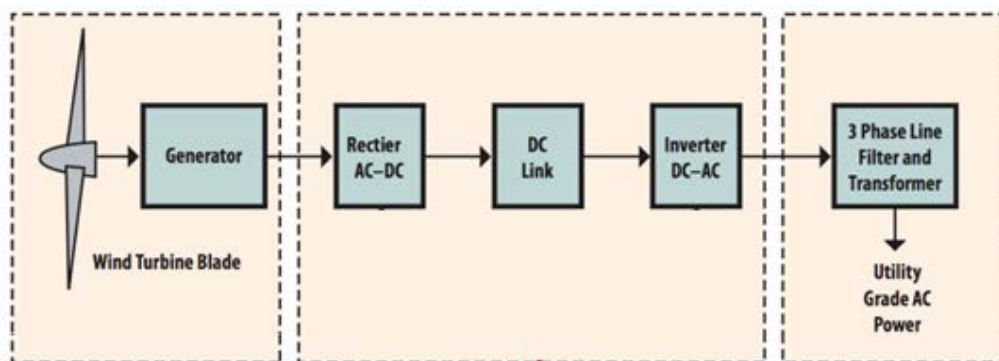 Generator
Rectier
AC–DC
DC
Link
Inverter
DC–AC
3 Phase Line
Filter and
Transformer
Wind Turbine Blade
Utility
Grade AC
Power